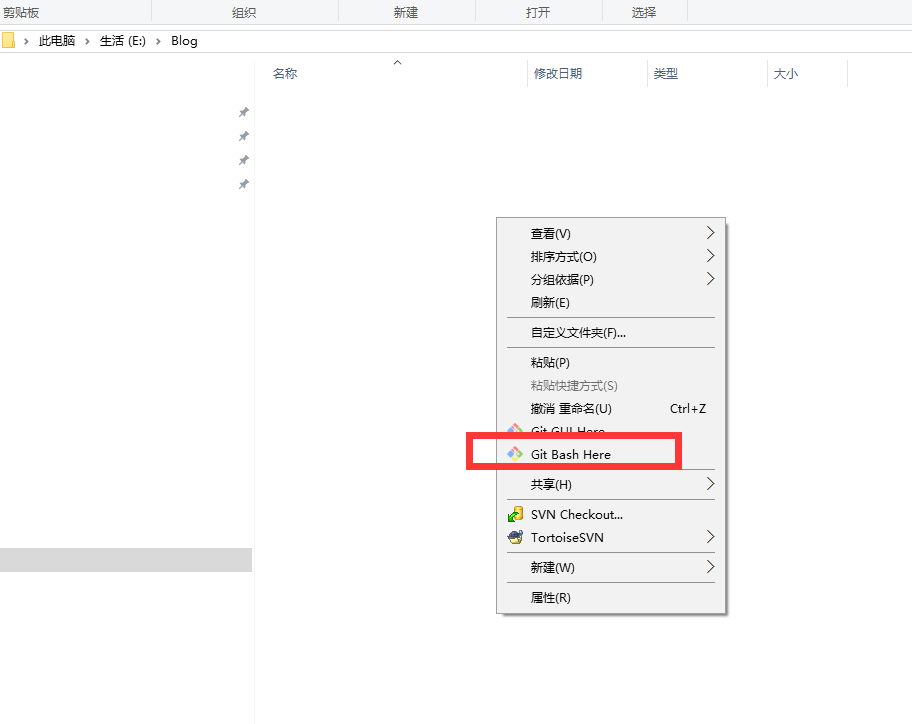 剪贴板 组织 新建 打开 选择
此电脑 生活 (E:) Blog
名称 修改日期 类型 大小
查看(V)
排序方式(O)
分组依据(P)
刷新(E)
自定义文件夹(F)...
粘贴(P)
粘贴快捷方式(S)
撤消 重命名(U) Ctrl+Z
Git GUI Here
Git Bash Here
共享(H)
SVN Checkout...
TortoiseSVN
新建(W)
属性(R)